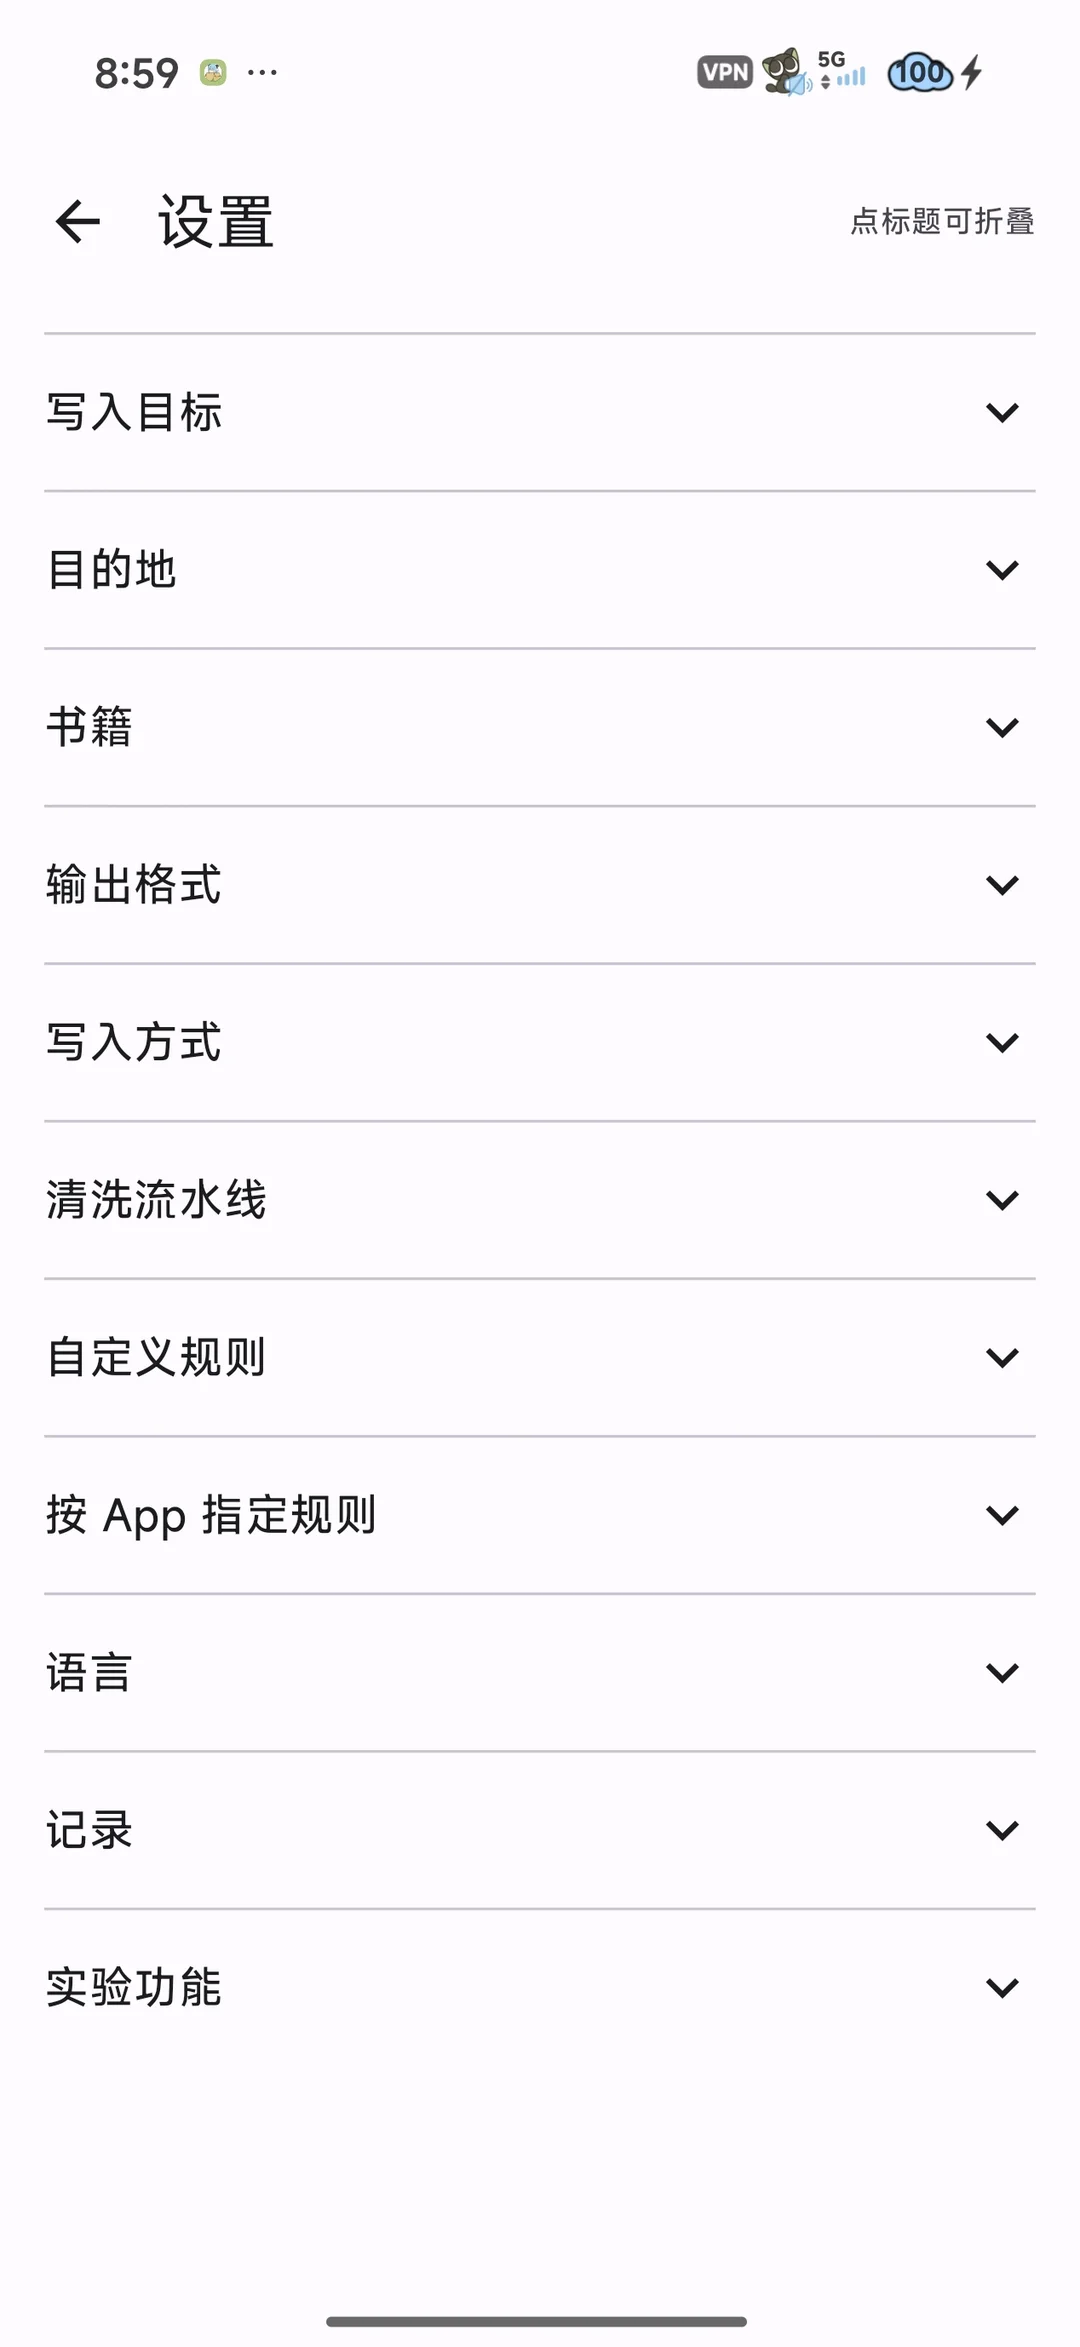 8:59 ... VPN 5G 100
设置
点标题可折叠
写入目标
目的地
书籍
输出格式
写入方式
清洗流水线
自定义规则
按 App 指定规则
语言
记录
实验功能